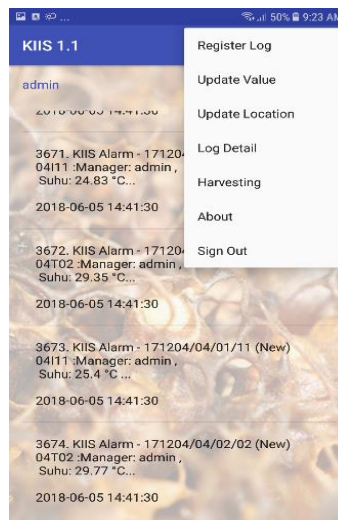 50% 9:23 AM
KIIS 1.1
Register Log
Update Value
Update Location
Log Detail
Harvesting
About
Sign Out
admin
3671. KIIS Alarm - 171204
04I11 :Manager: admin ,
Suhu: 24.83 °C...
2018-06-05 14:41:30
3672. KIIS Alarm - 171204
04T02 :Manager: admin ,
Suhu: 29.35 °C...
2018-06-05 14:41:30
3673. KIIS Alarm - 171204/04/01/11 (New)
04I11 :Manager: admin ,
Suhu: 25.4 °C ...
2018-06-05 14:41:30
3674. KIIS Alarm - 171204/04/02/02 (New)
04T02 :Manager: admin ,
Suhu: 29.77 °C...
2018-06-05 14:41:30